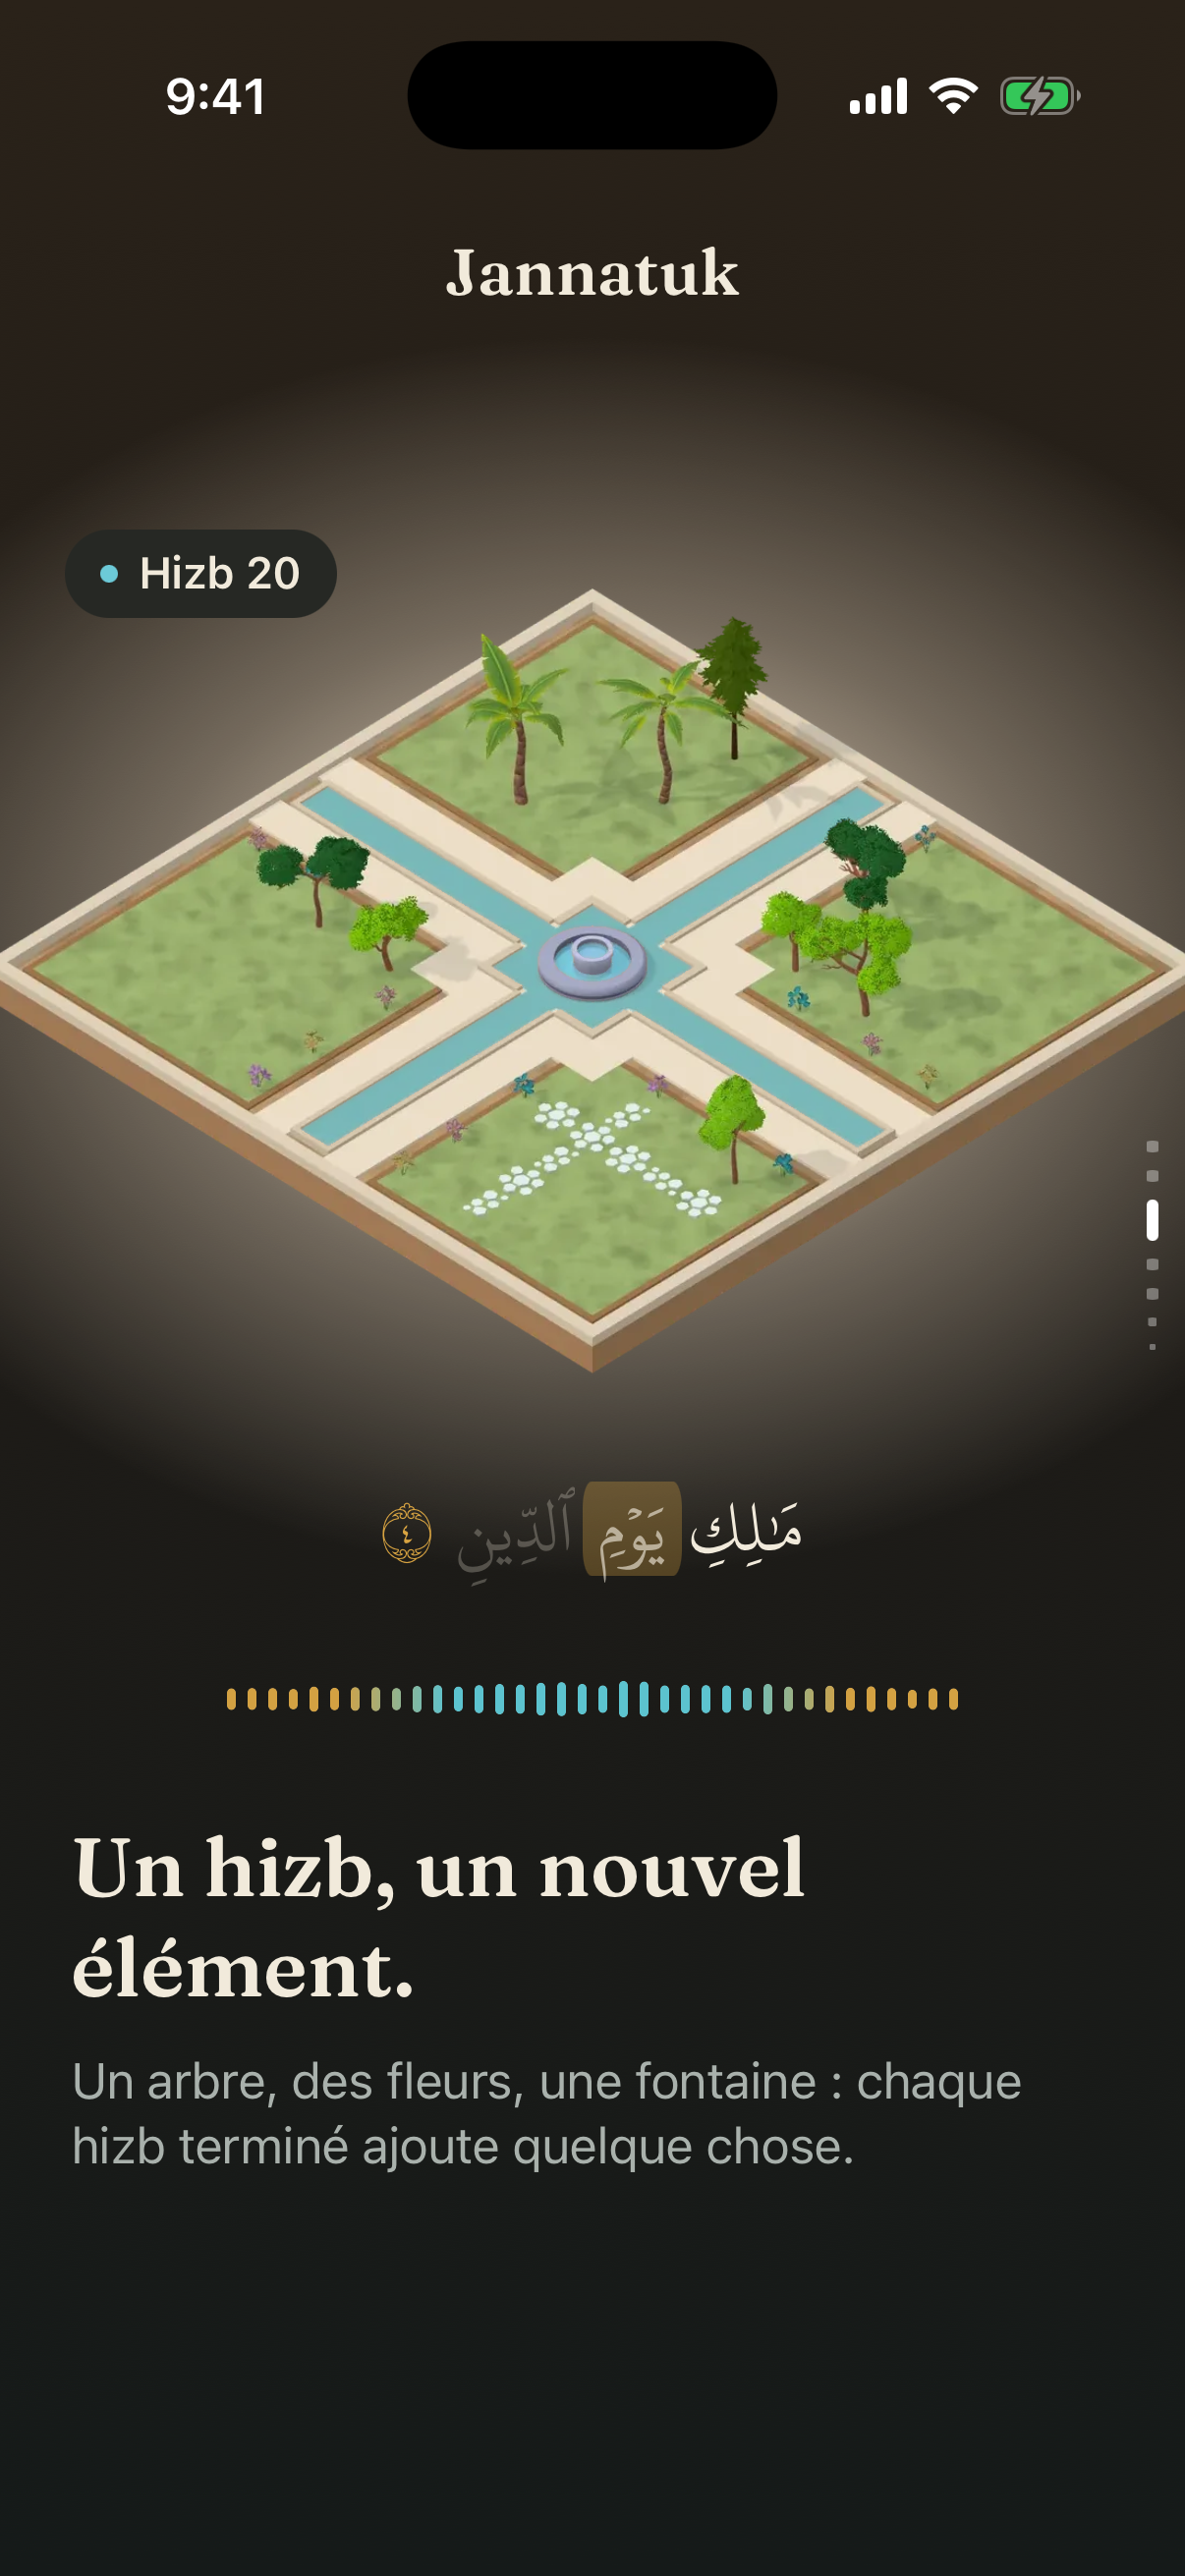 9:41
Jannatuk
Hizb 20
مَـٰلِكِ يَوْمِ ٱلدِّينِ ٤
Un hizb, un nouvel
élément.
Un arbre, des fleurs, une fontaine : chaque
hizb terminé ajoute quelque chose.